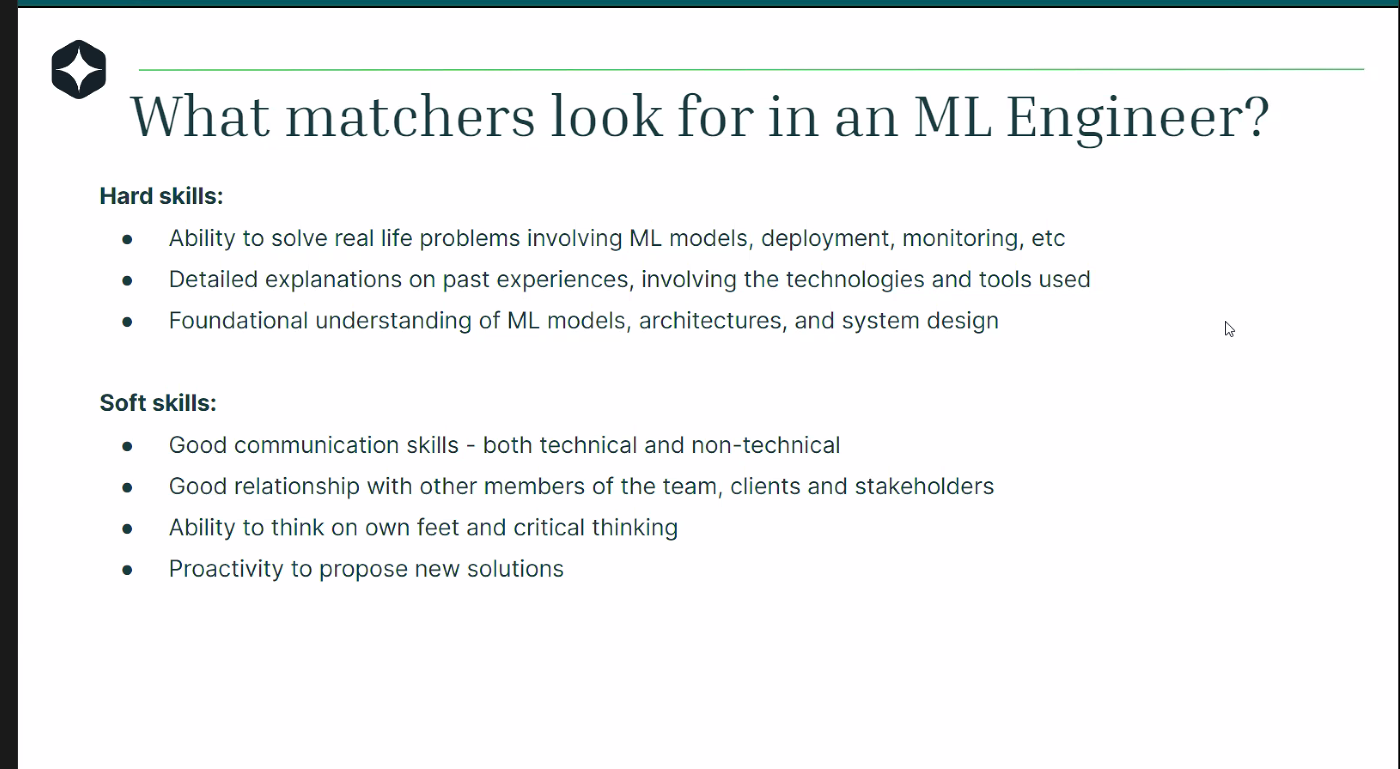 What matchers look for in an ML Engineer?
Hard skills:
● Ability to solve real life problems involving ML models, deployment, monitoring, etc
● Detailed explanations on past experiences, involving the technologies and tools used
● Foundational understanding of ML models, architectures, and system design
Soft skills:
● Good communication skills - both technical and non-technical
● Good relationship with other members of the team, clients and stakeholders
● Ability to think on own feet and critical thinking
● Proactivity to propose new solutions